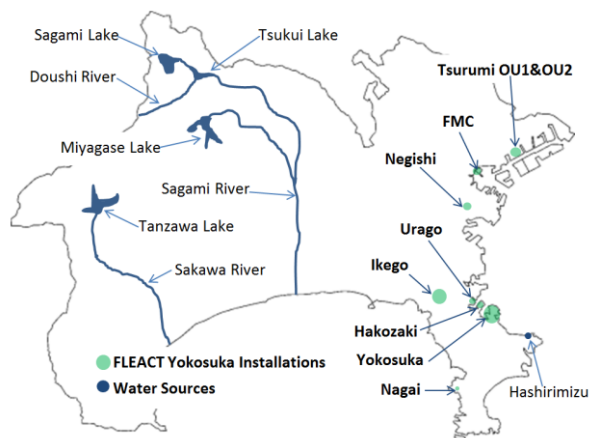 Sagami Lake
Tsukui Lake
Doushi River
Tsurumi OU1&OU2
FMC
Miyagase Lake
Negishi
Sagami River
Tanzawa Lake
Urago
Ikego
Sakawa River
Hakozaki
FLEACT Yokosuka Installations
Yokosuka
Water Sources
Nagai
Hashirimizu